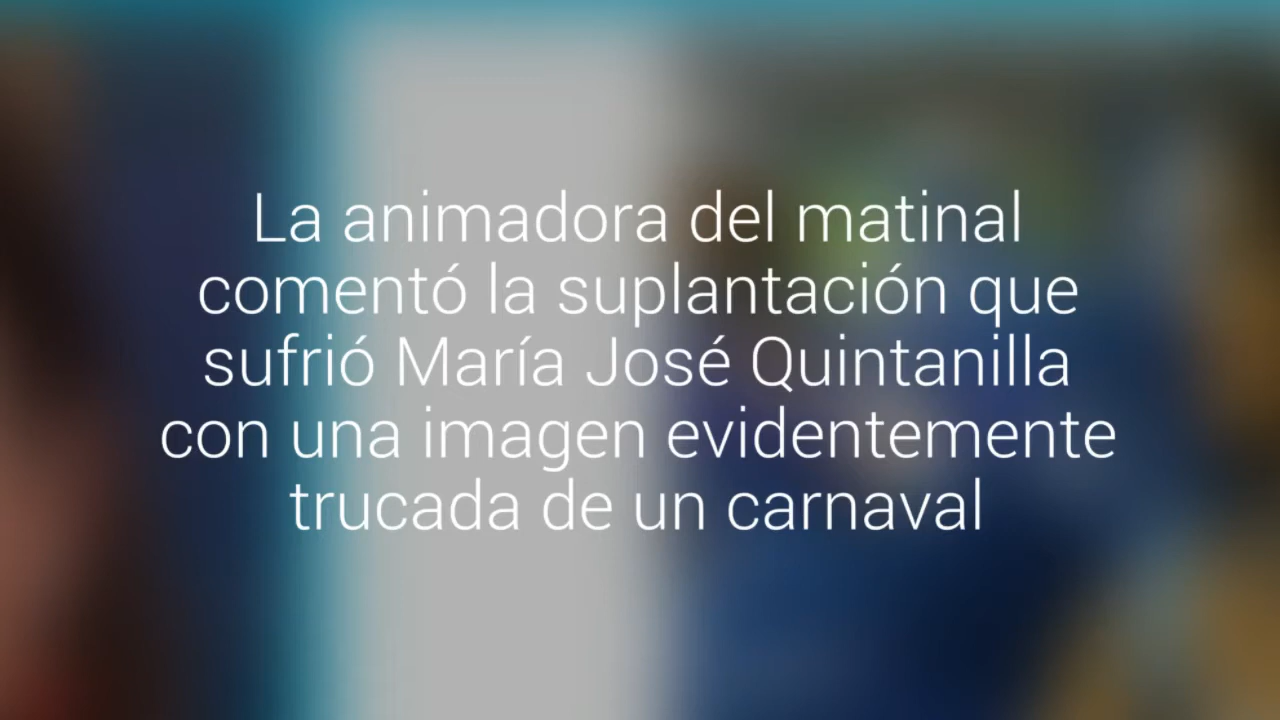 La animadora del matinal
comentó la suplantación que
sufrió María José Quintanilla
con una imagen evidentemente
trucada de un carnaval